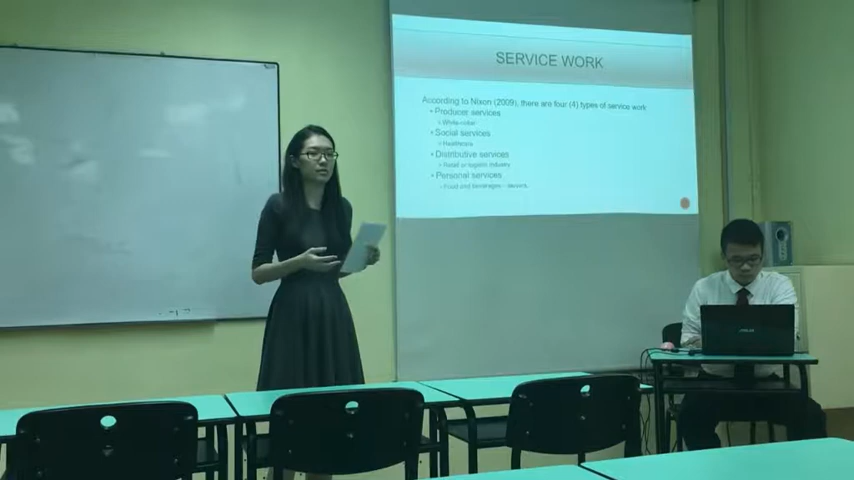 SERVICE WORK
According to Nixon (2009), there are four (4) types of service work
• Producer services
• White-collar
• Social services
• Healthcare
• Distributive services
• Retail or logistic industry
• Personal services
• Food and beverages - servers